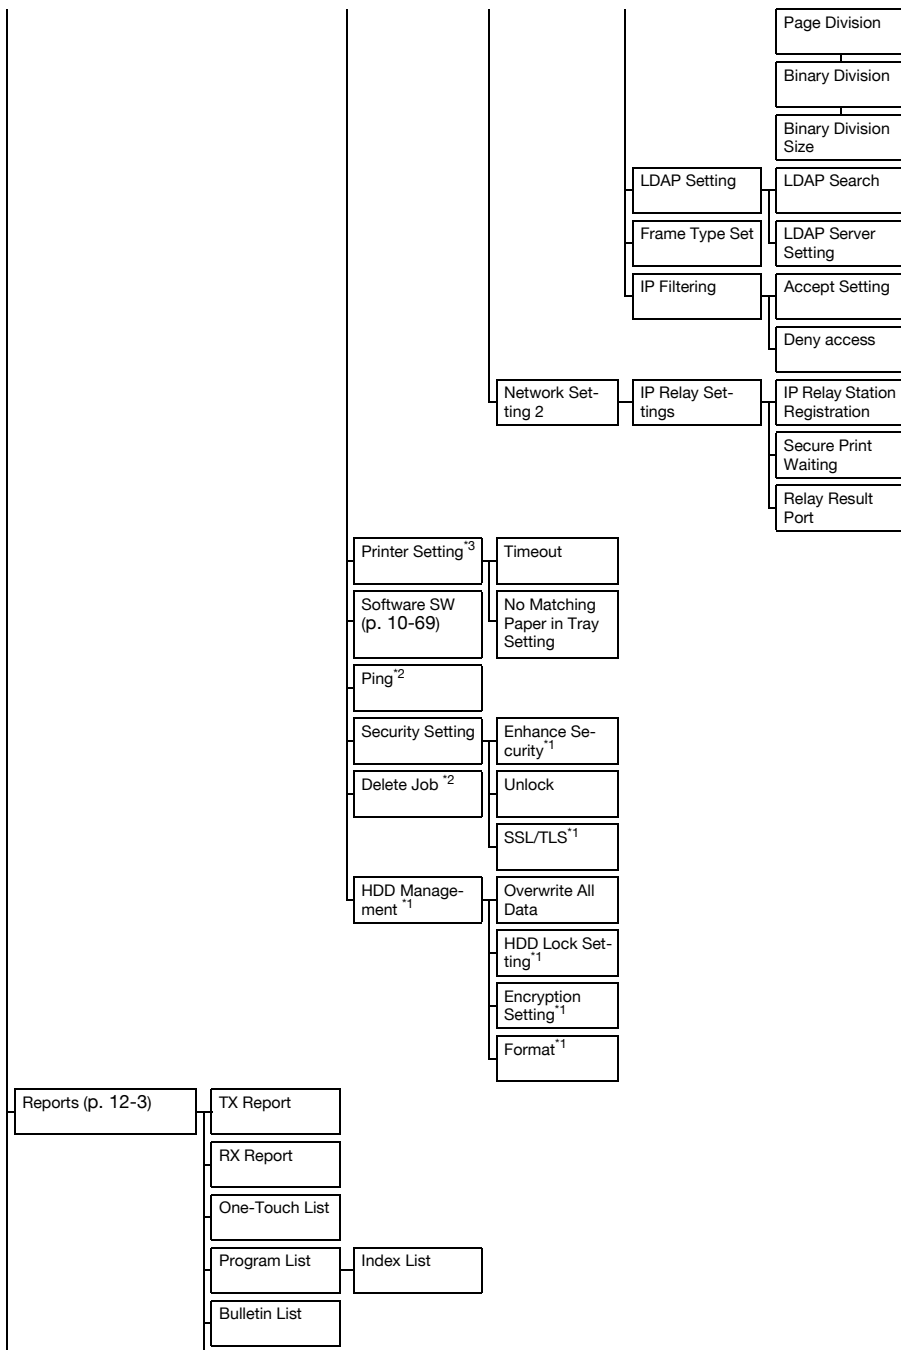 Page Division
Binary Division
Binary Division
Size
LDAP Setting
LDAP Search
Frame Type Set
LDAP Server
Setting
IP Filtering
Accept Setting
Deny access
Network Set-
ting 2
IP Relay Set-
tings
IP Relay Station
Registration
Secure Print
Waiting
Relay Result
Port
Printer Setting*3
Timeout
Software SW
(p. 10-69)
No Matching
Paper in Tray
Setting
Ping*2
Security Setting
Enhance Se-
curity*1
Delete Job *2
Unlock
SSL/TLS*1
HDD Manage-
ment *1
Overwrite All
Data
HDD Lock Set-
ting*1
Encryption
Setting*1
Format*1
Reports (p. 12-3)
TX Report
RX Report
One-Touch List
Program List
Index List
Bulletin List